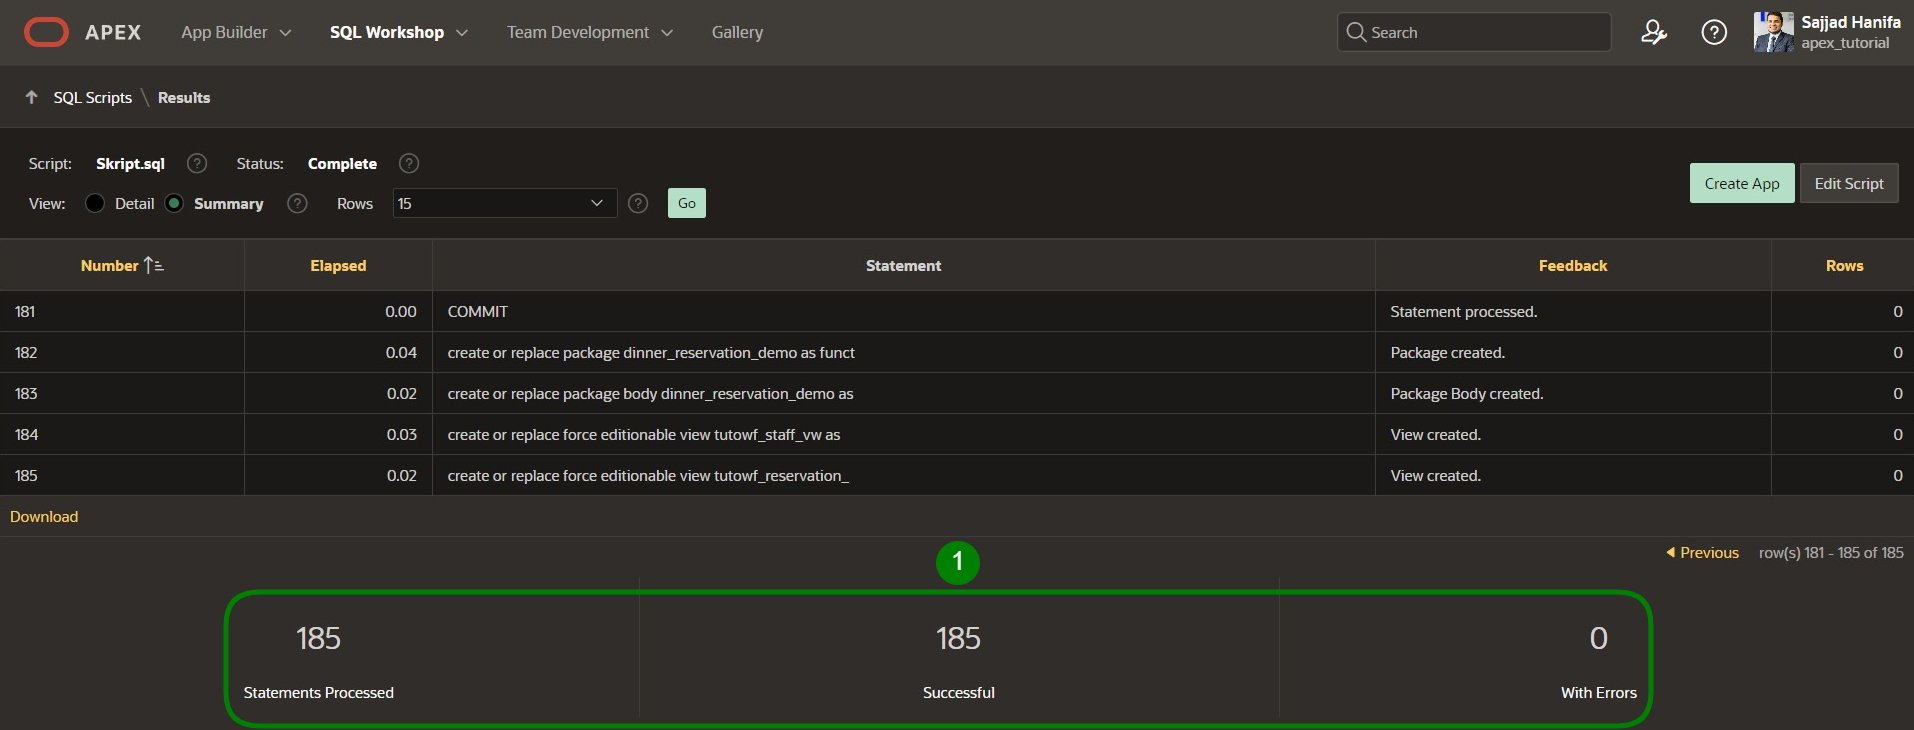 APEX App Builder SQL Workshop Team Development Gallery Search Sajjad Hanifa
apex_tutorial
SQL Scripts \ Results
Script: Skript.sql ? Status: Complete ?
View: Detail Summary ? Rows 15 ? Go Create App Edit Script
Number Elapsed Statement Feedback Rows
181 0.00 COMMIT Statement processed. 0
182 0.04 create or replace package dinner_reservation_demo as funct Package created. 0
183 0.02 create or replace package body dinner_reservation_demo as Package Body created. 0
184 0.03 create or replace force editionable view tutowf_staff_vw as View created. 0
185 0.02 create or replace force editionable view tutowf_reservation_ View created. 0
Download
Previous row(s) 181 - 185 of 185
1
185 185 0
Statements Processed Successful With Errors